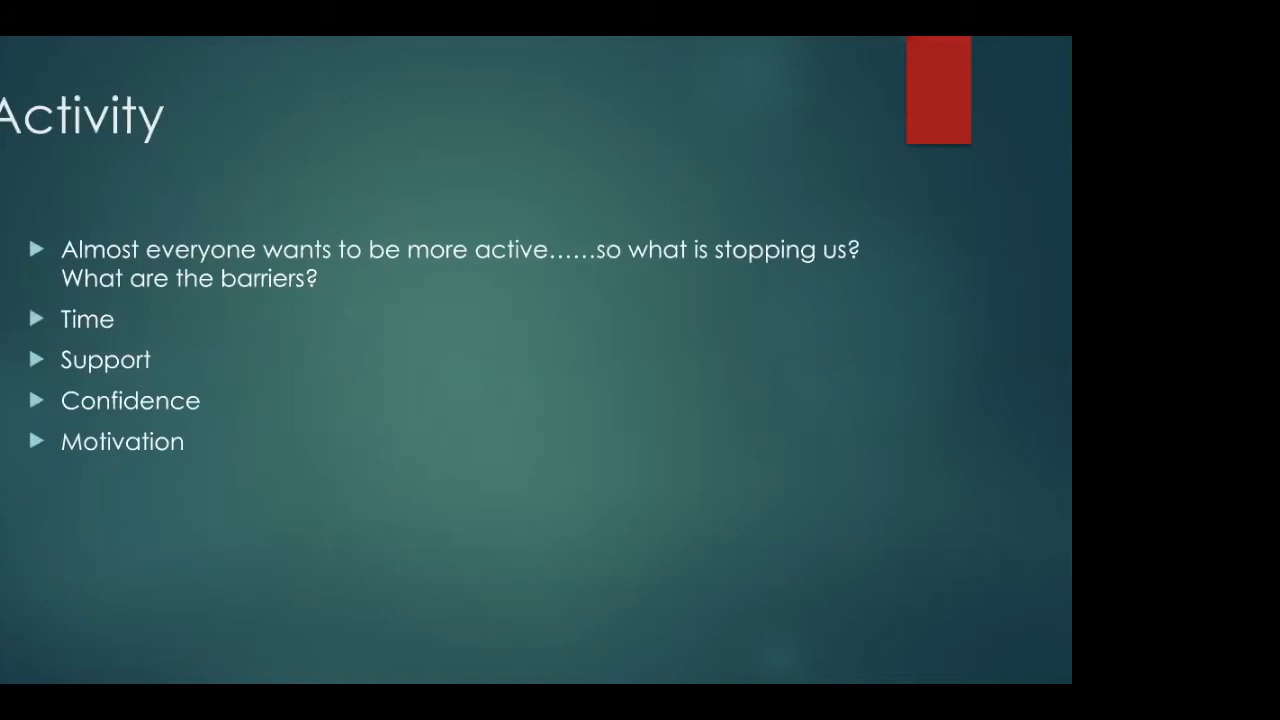 Activity
Almost everyone wants to be more active......so what is stopping us?
What are the barriers?
Time
Support
Confidence
Motivation